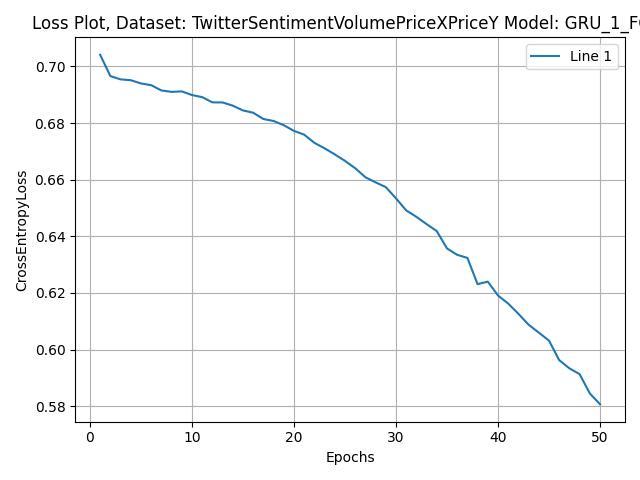 Loss Plot, Dataset: TwitterSentimentVolumePriceXPriceY Model: GRU_1_F
Line 1
0.70
0.68
0.66
0.64
0.62
0.60
0.58
CrossEntropyLoss
0 10 20 30 40 50
Epochs